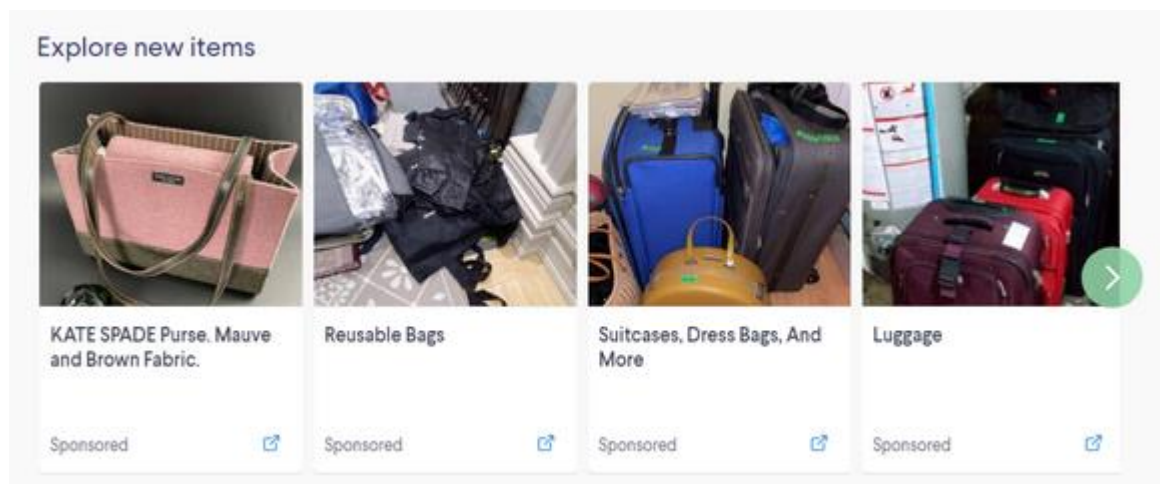 Explore new items
KATE SPADE Purse. Mauve
and Brown Fabric.
Reusable Bags
Suitcases, Dress Bags, And
More
Luggage
Sponsored
Sponsored
Sponsored
Sponsored